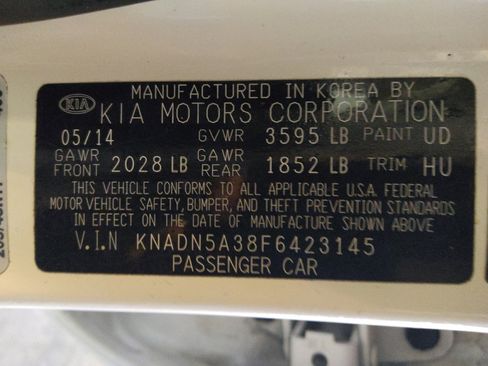 MANUFACTURED IN KOREA BY
KIA KIA MOTORS CORPORATION
05/14 GVWR 3595 LB PAINT UD
GAWR FRONT 2028 LB GAWR REAR 1852 LB TRIM HU
THIS VEHICLE CONFORMS TO ALL APPLICABLE U.S.A. FEDERAL
MOTOR VEHICLE SAFETY, BUMPER, AND THEFT PREVENTION STANDARDS
IN EFFECT ON THE DATE OF MANUFACTURE SHOWN ABOVE
V.I.N KNADN5A38F6423145
PASSENGER CAR